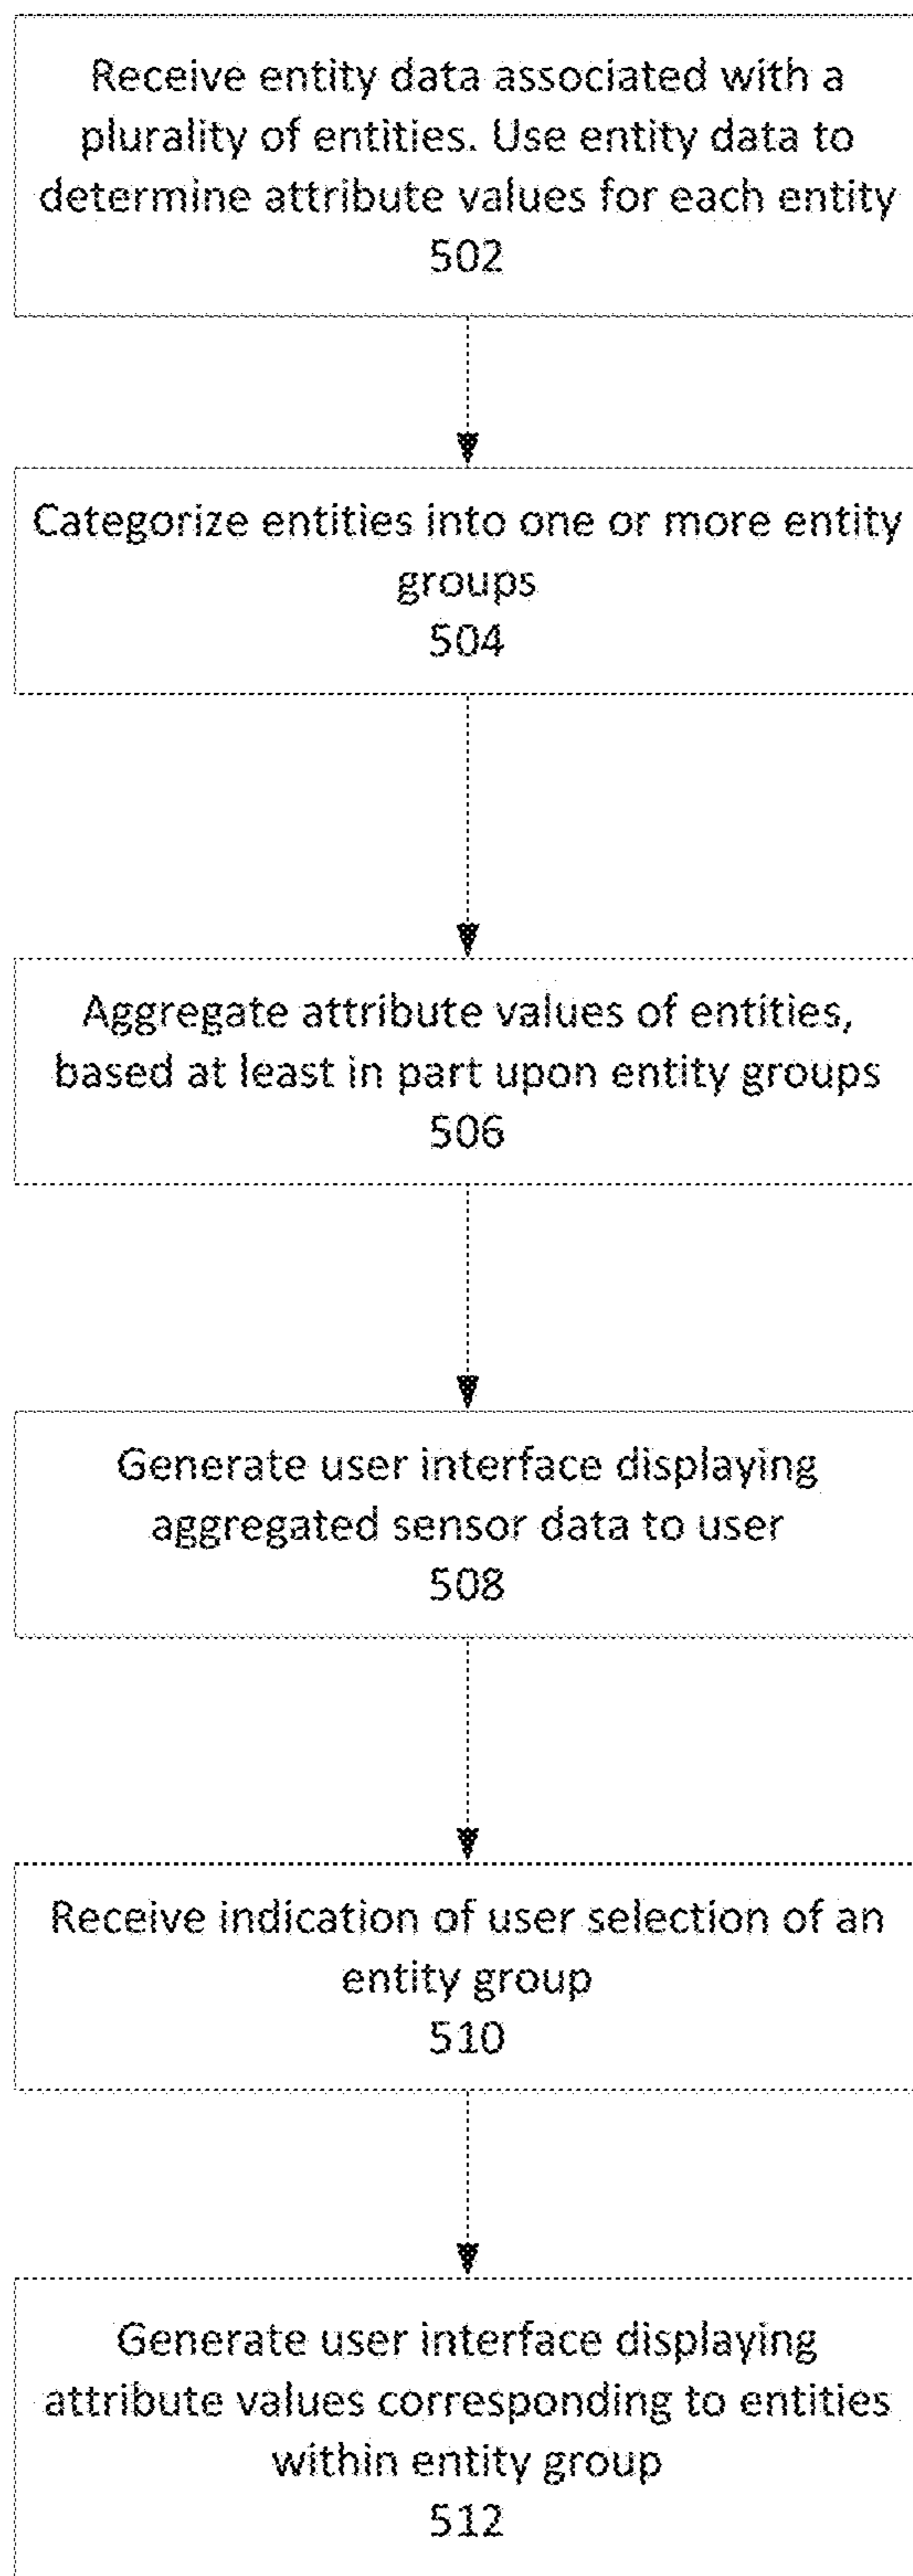 Receive entity data associated with a
plurality of entities. Use entity data to
determine attribute values for each entity
502
Categorize entities into one or more entity
groups
504
Aggregate attribute values of entities,
based at least in part upon entity groups
506
Generate user interface displaying
aggregated sensor data to user
508
Receive indication of user selection of an
entity group
510
Generate user interface displaying
attribute values corresponding to entities
within entity group
512